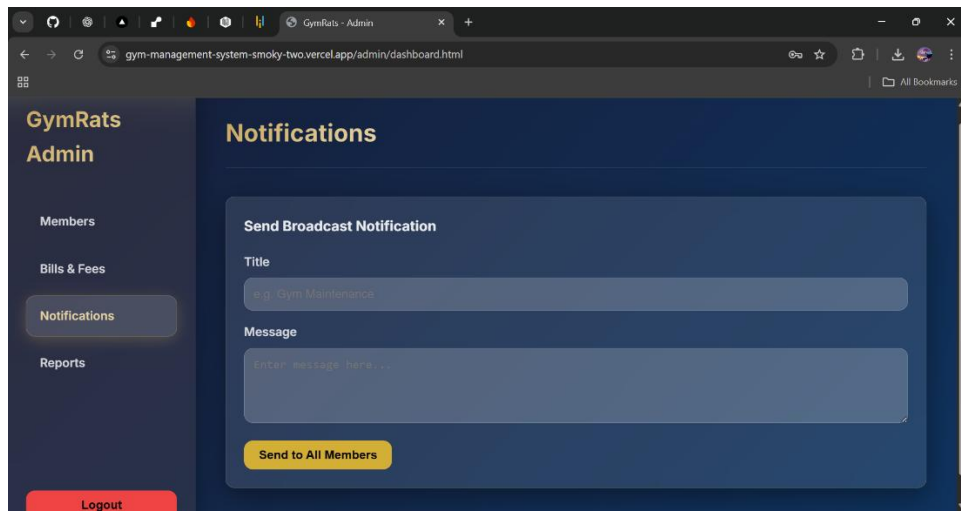 GymRats - Admin
gym-management-system-smoky-two.vercel.app/admin/dashboard.html
All Bookmarks
GymRats
Admin
Members
Bills & Fees
Notifications
Reports
Logout
Notifications
Send Broadcast Notification
Title
e.g. Gym Maintenance
Message
Enter message here...
Send to All Members